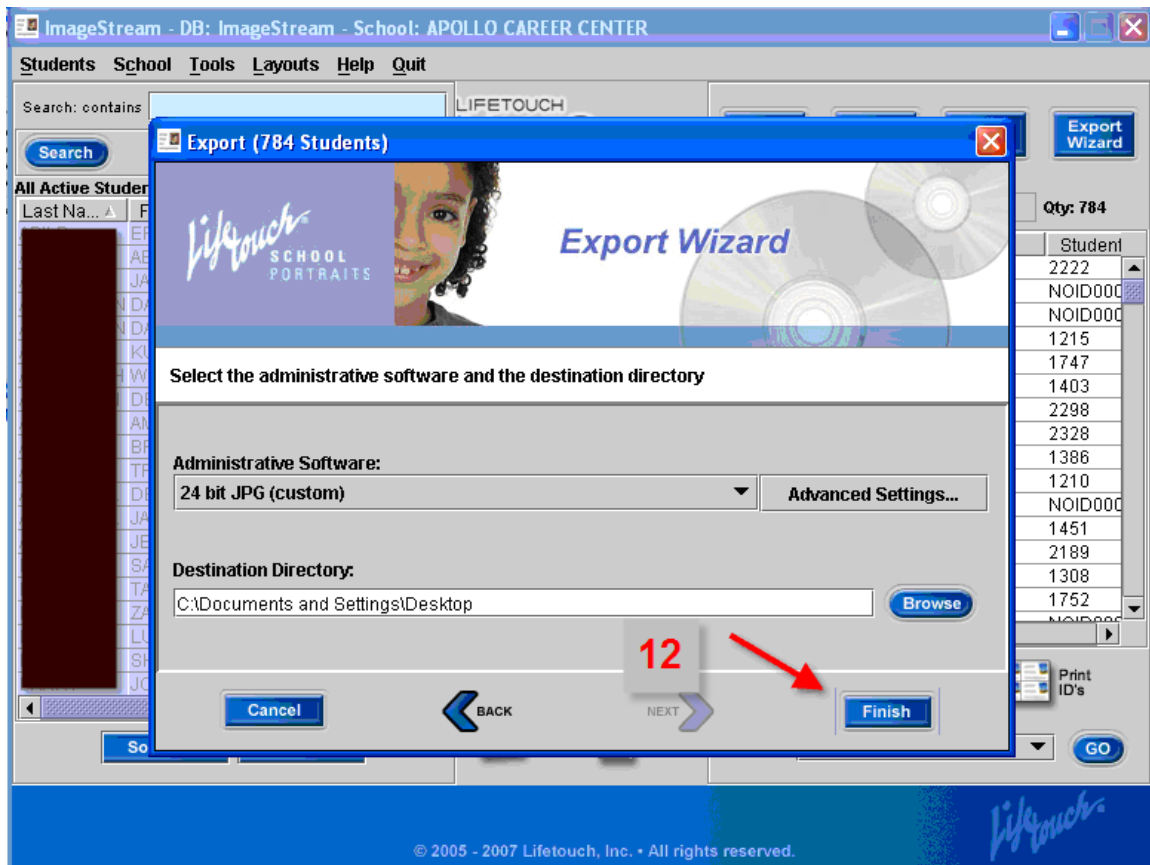 ImageStream - DB: ImageStream - School: APOLLO CAREER CENTER
Students School Tools Layouts Help Quit
Search: contains
LIFETOUCH
Search
Export Wizard
All Active Studer
Qty: 784
Last Na...
F
Student
Export (784 Students)
Lifetouch
SCHOOL
PORTRAITS
Export Wizard
Select the administrative software and the destination directory
Administrative Software:
24 bit JPG (custom)
Advanced Settings...
Destination Directory:
C:\Documents and Settings\Desktop
Browse
12
Cancel
BACK
NEXT
Finish
2222
NOID000
NOID000
1215
1747
1403
2298
2328
1386
1210
NOID000
1451
2189
1308
1752
Print
ID's
So
GO
Lifetouch
© 2005 - 2007 Lifetouch, Inc. • All rights reserved.